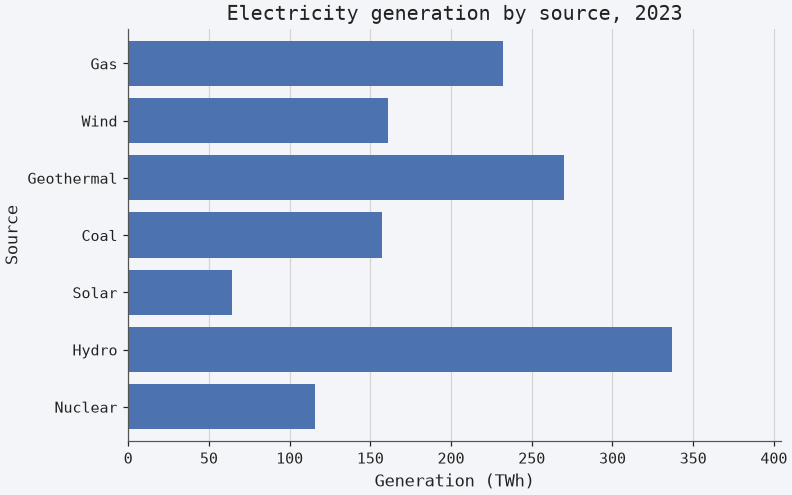 Electricity generation by source, 2023
Gas
Wind
Geothermal
Coal
Solar
Hydro
Nuclear
Source
0 50 100 150 200 250 300 350 400
Generation (TWh)